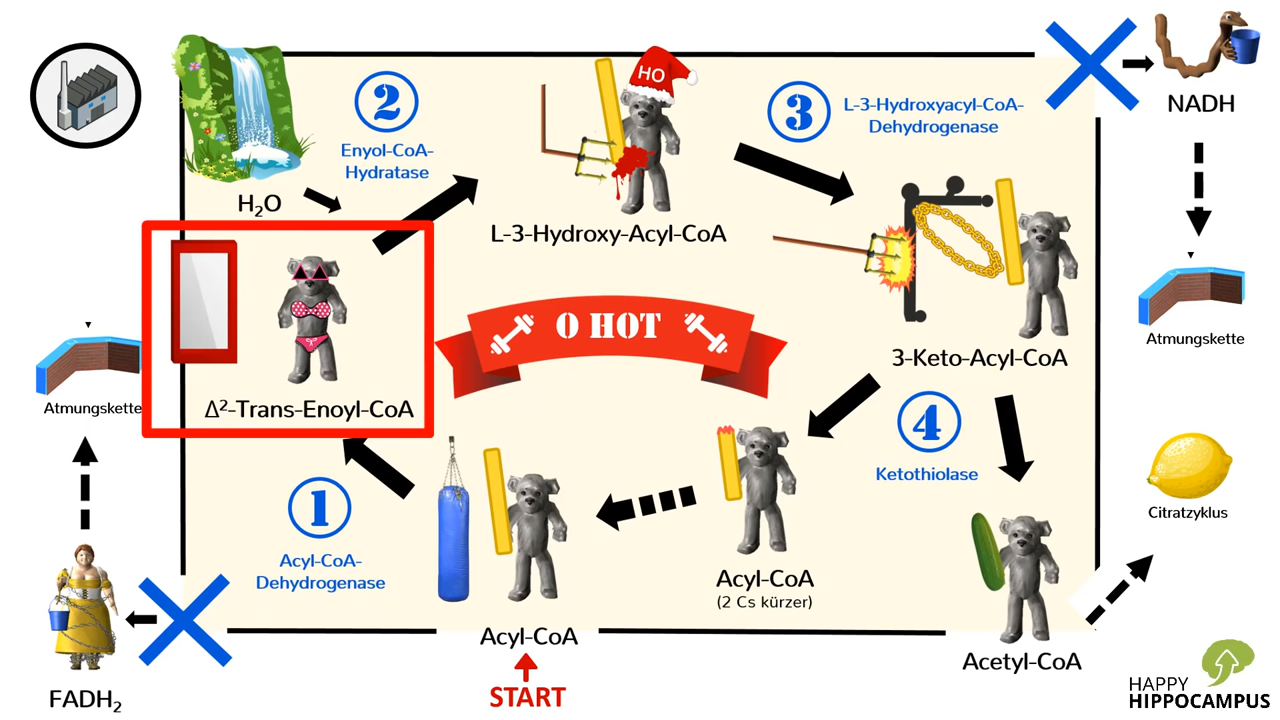 HO
NADH
2
Enyol-CoA-
Hydratase
3
L-3-Hydroxyacyl-CoA-
Dehydrogenase
H₂O
L-3-Hydroxy-Acyl-CoA
O HOT
Atmungskette
3-Keto-Acyl-CoA
Atmungskette
Δ²-Trans-Enoyl-CoA
4
Ketothiolase
1
Acyl-CoA-
Dehydrogenase
Citratzyklus
Acyl-CoA
(2 Cs kürzer)
Acyl-CoA
Acetyl-CoA
START
FADH₂
HAPPY
HIPPOCAMPUS